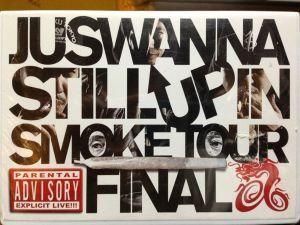 JUSWANNA
STILL UP IN
SMOKE TOUR
FINAL
PARENTAL
ADVISORY
EXPLICIT LIVE!!!